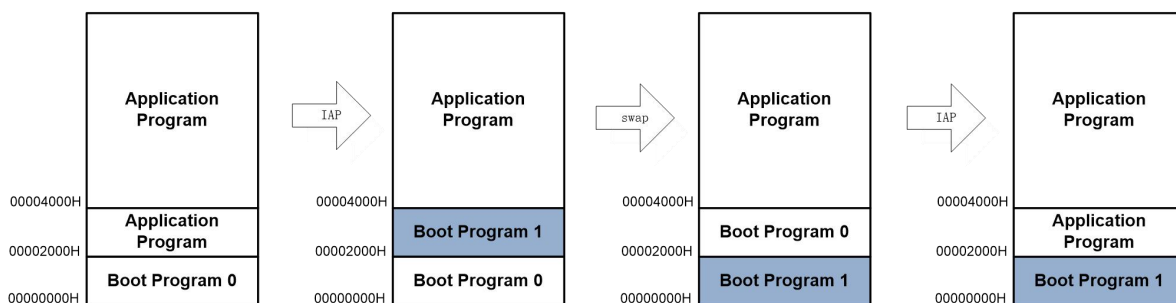 Application
Program
00004000H
Application
Program
00002000H
Boot Program 0
00000000H
IAP
Application
Program
00004000H
Boot Program 1
00002000H
Boot Program 0
00000000H
swap
Application
Program
00004000H
Boot Program 0
00002000H
Boot Program 1
00000000H
IAP
Application
Program
00004000H
Application
Program
00002000H
Boot Program 1
00000000H